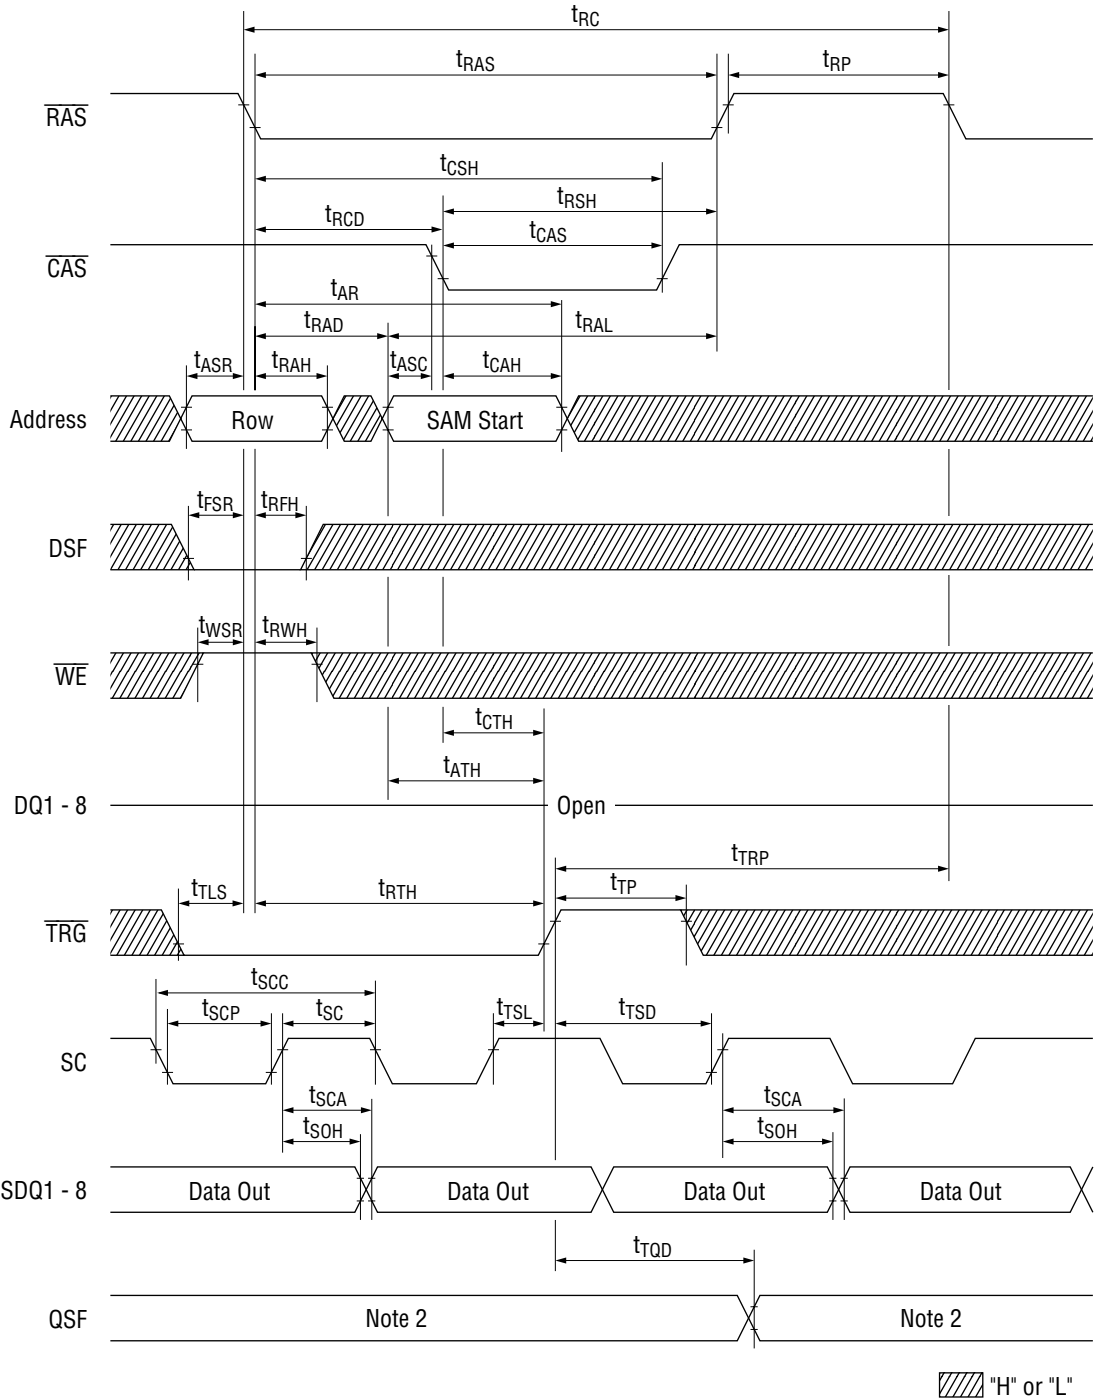 tRC
tRAS
tRP
RAS
tCSH
tRSH
tRCD
tCAS
CAS
tAR
tRAD
tRAL
tASR
tRAH
tASC
tCAH
Address
Row
SAM Start
tFSR
tRFH
DSF
tWSR
tRWH
WE
tCTH
tATH
DQ1 - 8
Open
tTRP
tTLS
tRTH
tTP
TRG
tSCC
tSCP
tSC
tTSL
tTSD
SC
tSCA
tSCA
tSOH
tSOH
SDQ1 - 8
Data Out
Data Out
Data Out
Data Out
tTQD
QSF
Note 2
Note 2
"H" or "L"